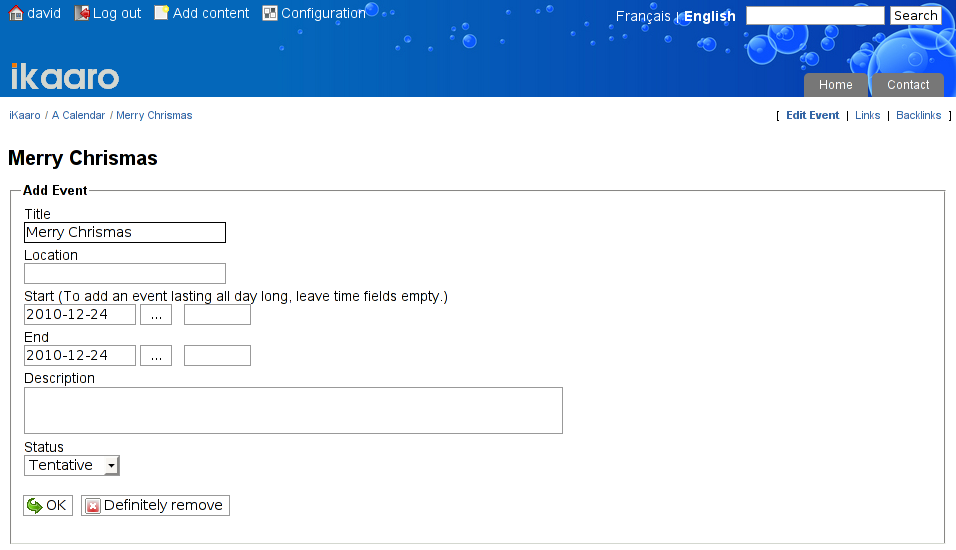 david Log out Add content Configuration Français | English Search
ikaaro
Home Contact
iKaaro / A Calendar / Merry Chrismas [ Edit Event | Links | Backlinks ]
Merry Chrismas
Add Event
Title
Merry Chrismas
Location
Start (To add an event lasting all day long, leave time fields empty.)
2010-12-24 ...
End
2010-12-24 ...
Description
Status
Tentative
OK Definitely remove